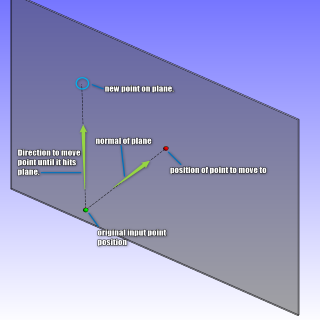 new point on plane
normal of plane
Direction to move
point until it hits
plane.
position of point to move to
original input point
position